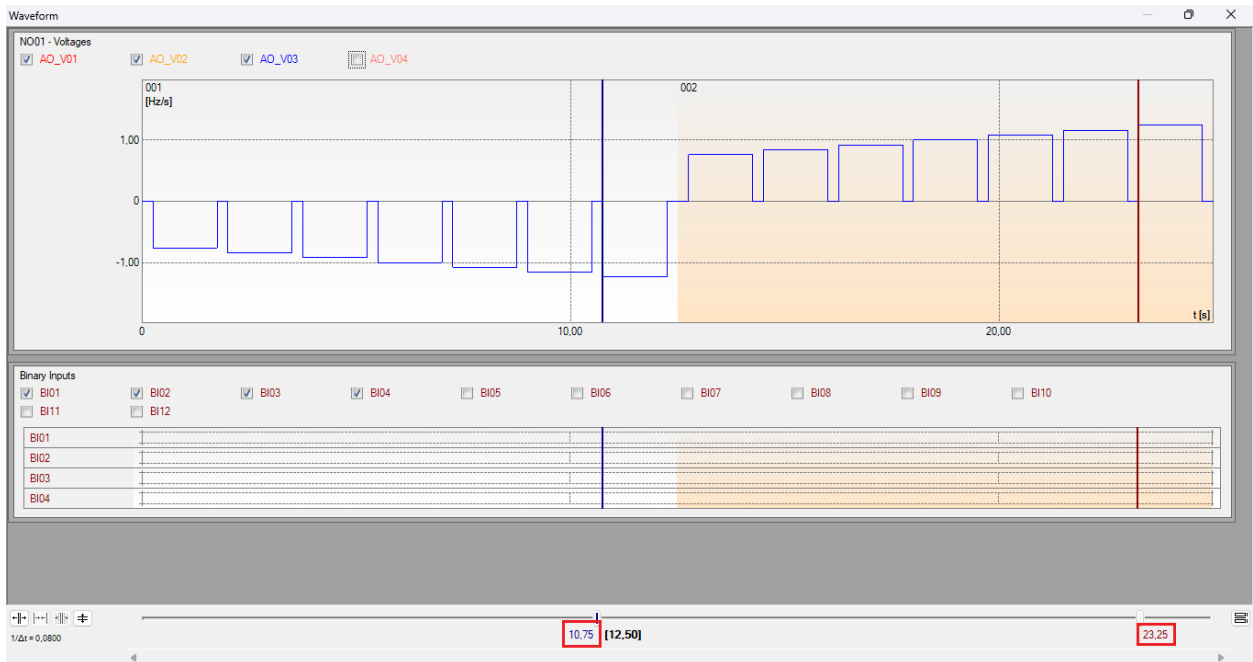 Waveform
NO01 - Voltages
AO_V01 AO_V02 AO_V03 AO_V04
001 002
[Hz/s]
1,00
0
-1,00
t [s]
0 10,00 20,00
Binary Inputs
BI01 BI02 BI03 BI04 BI05 BI06 BI07 BI08 BI09 BI10
BI11 BI12
BI01
BI02
BI03
BI04
1/Δt = 0,0800 10,75 [12,50] 23,25